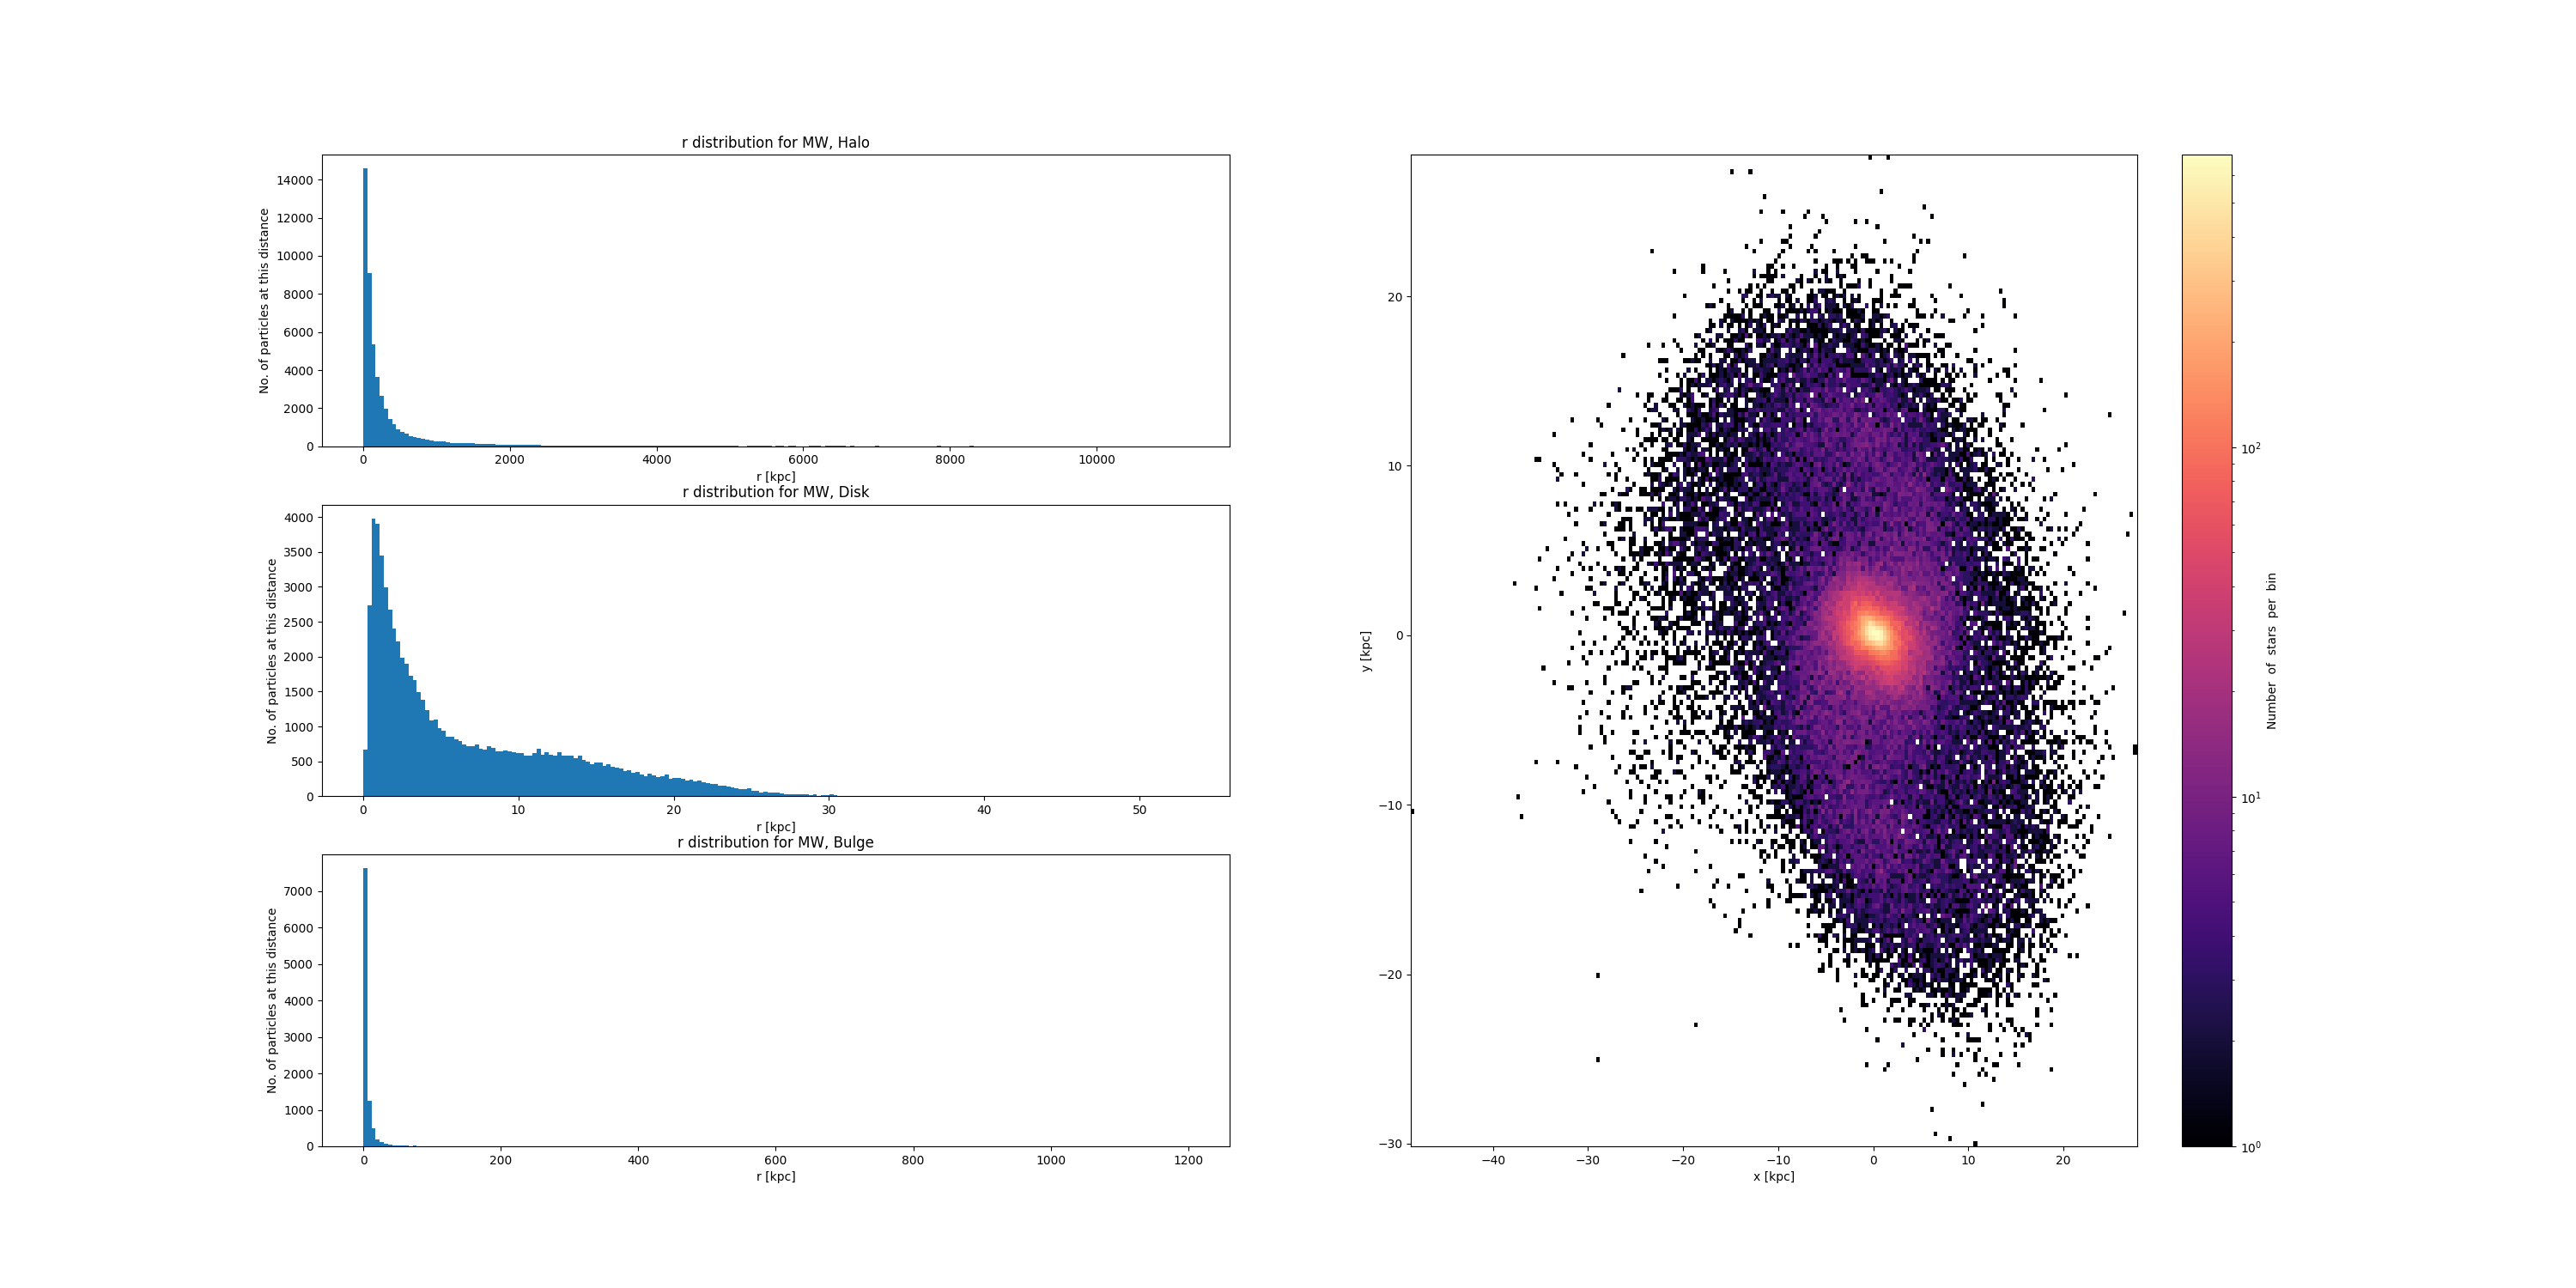 r distribution for MW, Halo
No. of particles at this distance
14000
12000
10000
8000
6000
4000
2000
0
0 2000 4000 6000 8000 10000
r [kpc]
r distribution for MW, Disk
No. of particles at this distance
4000
3500
3000
2500
2000
1500
1000
500
0
0 10 20 30 40 50
r [kpc]
r distribution for MW, Bulge
No. of particles at this distance
7000
6000
5000
4000
3000
2000
1000
0
0 200 400 600 800 1000 1200
r [kpc]
y [kpc]
20
10
0
−10
−20
−30
−40 −30 −20 −10 0 10 20
x [kpc]
10²
10¹
10⁰
Number of stars per bin